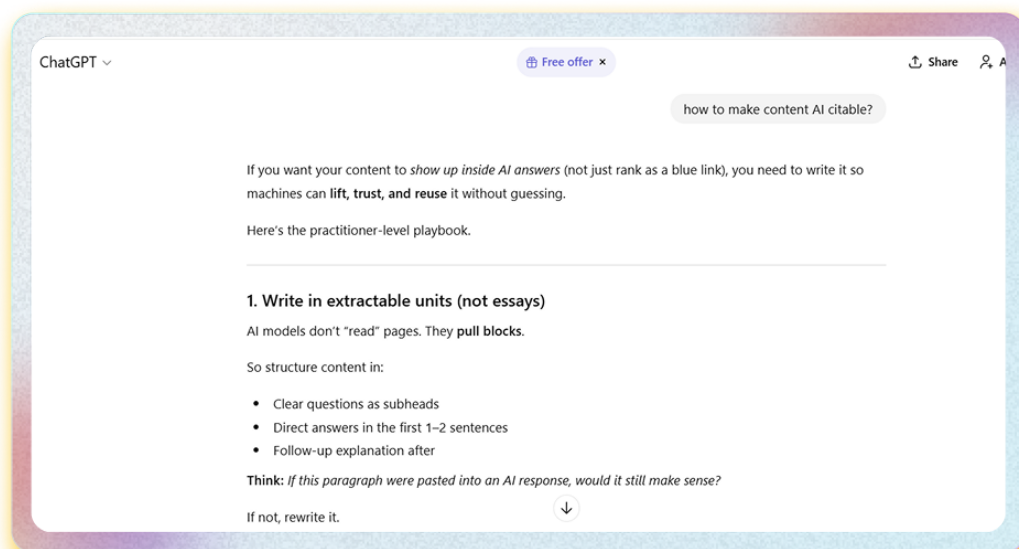 ChatGPT
Free offer ×
Share
how to make content AI citable?
If you want your content to show up inside AI answers (not just rank as a blue link), you need to write it so
machines can lift, trust, and reuse it without guessing.
Here’s the practitioner-level playbook.
1. Write in extractable units (not essays)
AI models don’t “read” pages. They pull blocks.
So structure content in:
• Clear questions as subheads
• Direct answers in the first 1–2 sentences
• Follow-up explanation after
Think: If this paragraph were pasted into an AI response, would it still make sense?
If not, rewrite it.